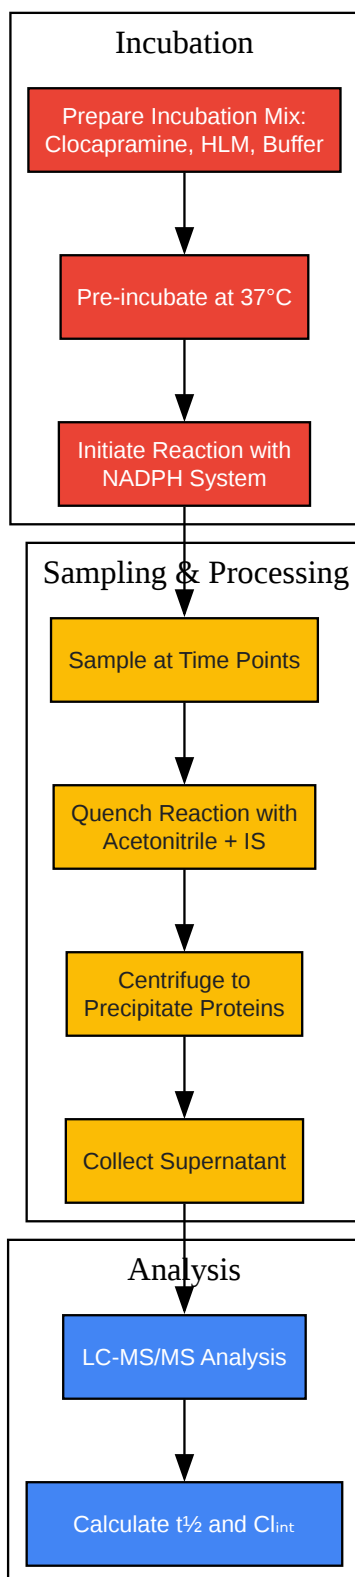 Incubation
Prepare Incubation Mix:
Clocapramine, HLM, Buffer
Pre-incubate at 37°C
Initiate Reaction with
NADPH System
Sampling & Processing
Sample at Time Points
Quench Reaction with
Acetonitrile + IS
Centrifuge to
Precipitate Proteins
Collect Supernatant
Analysis
LC-MS/MS Analysis
Calculate t½ and Clᵢₙₜ